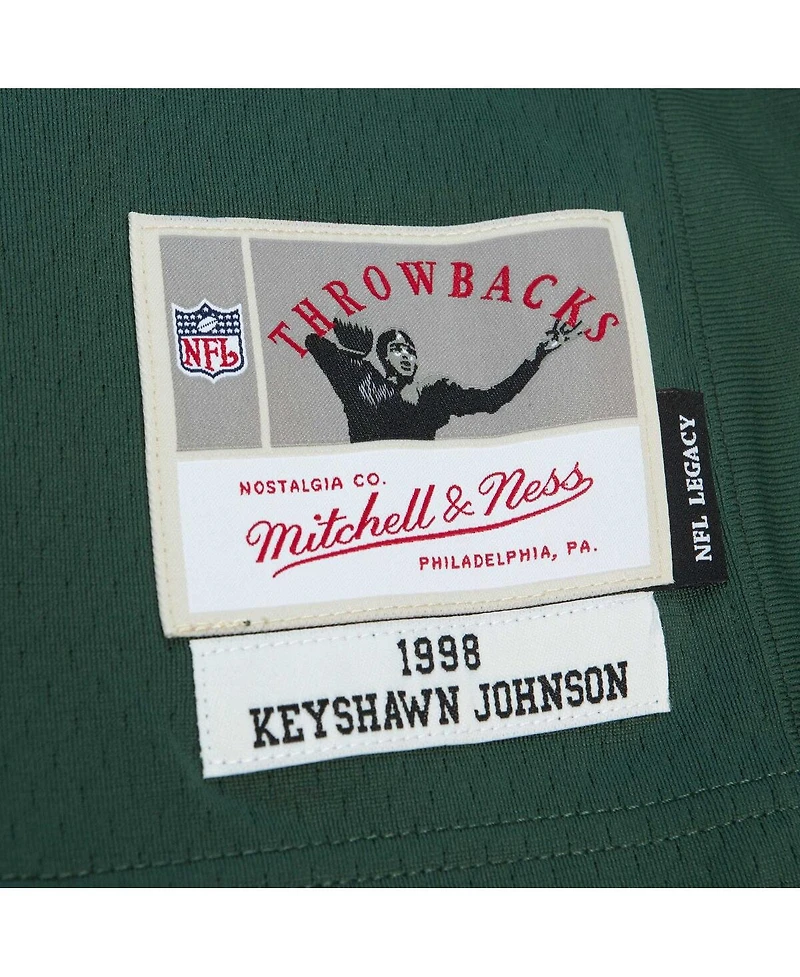 THROWBACKS
NFL
NOSTALGIA CO.
Mitchell & Ness
PHILADELPHIA, PA.
NFL LEGACY
1998
KEYSHAWN JOHNSON